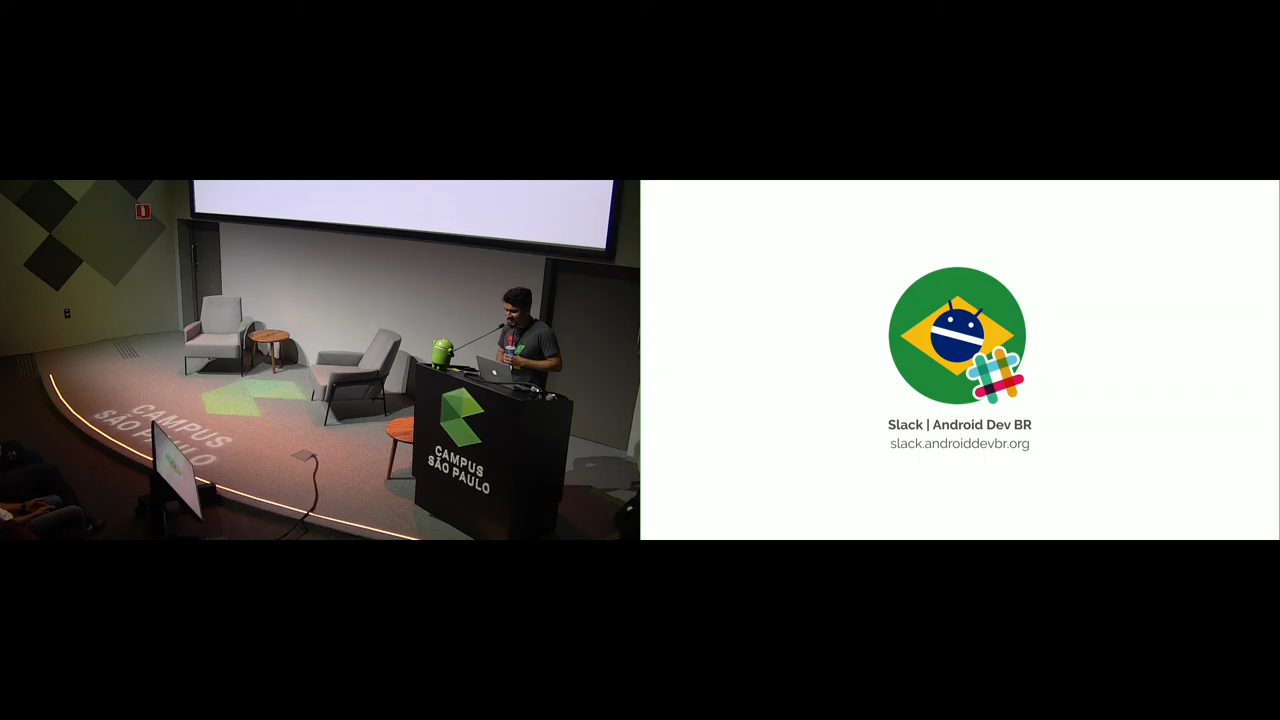 CAMPUS
SÃO PAULO
CAMPUS
SÃO PAULO
Slack | Android Dev BR
slack.androiddevbr.org